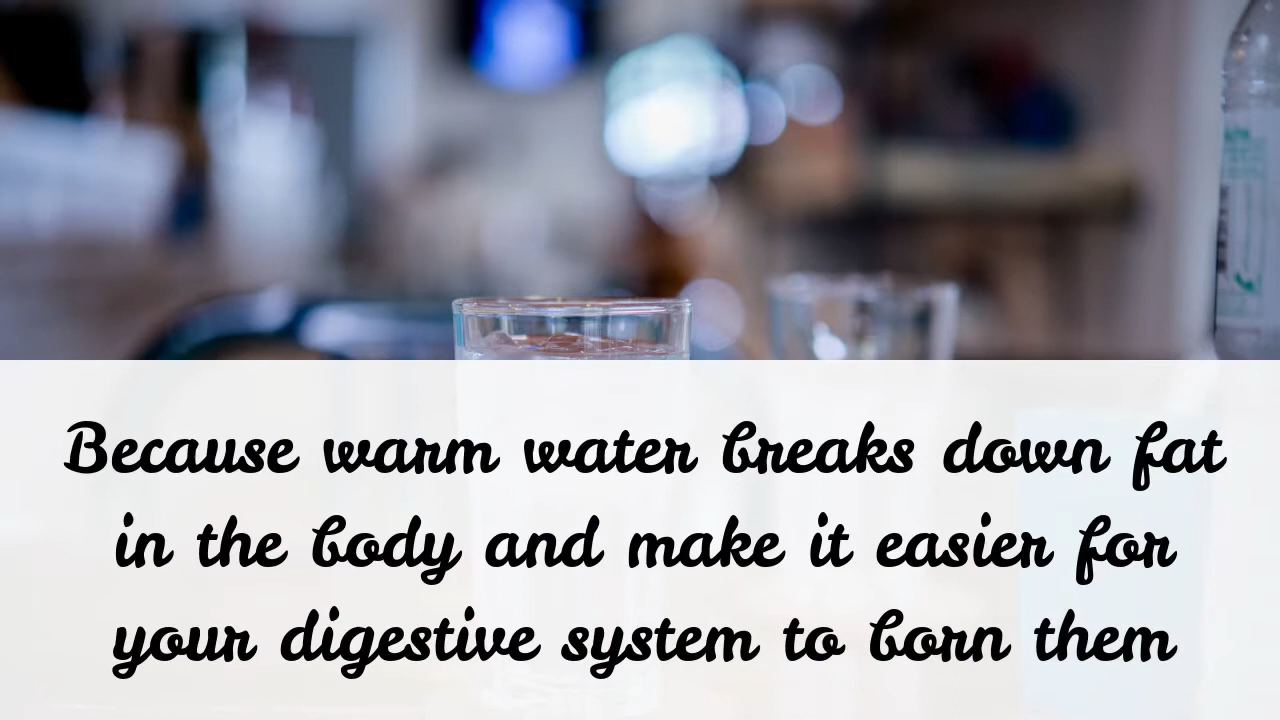 Because warm water breaks down fat
in the body and make it easier for
your digestive system to born them